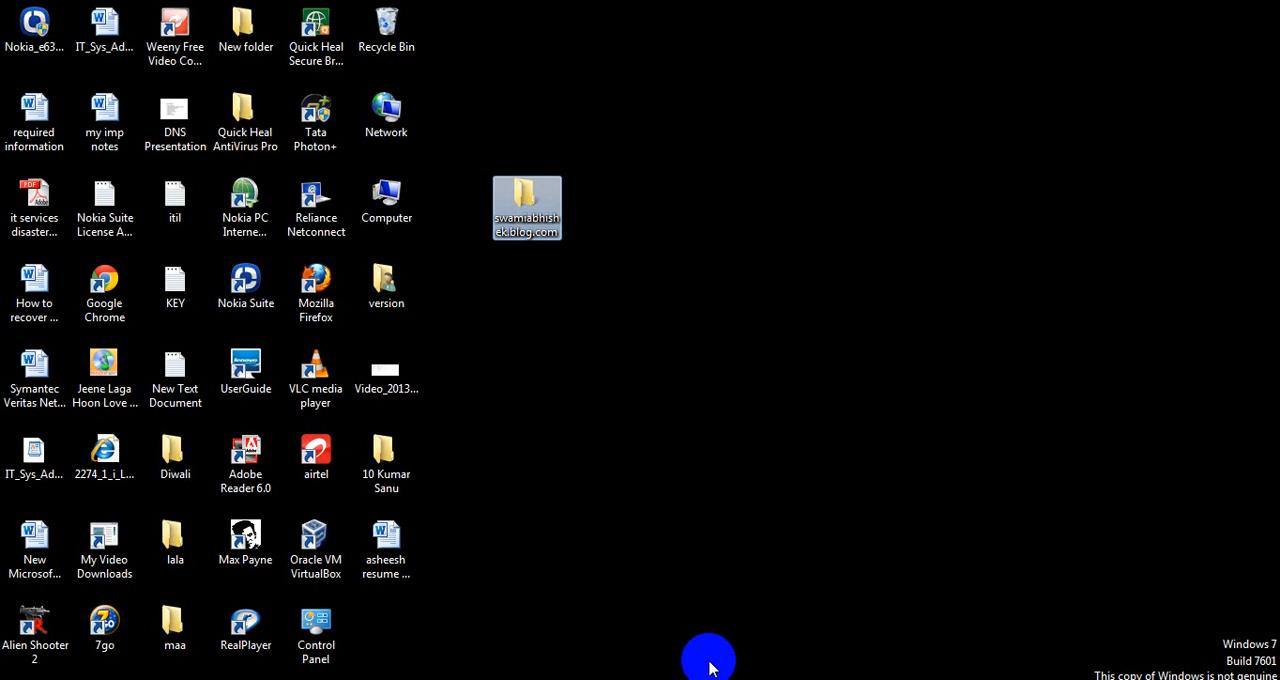 Nokia_e63...
IT_Sys_Ad...
Weeny Free
Video Co...
New folder
Quick Heal
Secure Br...
Recycle Bin
required
information
my imp
notes
DNS
Presentation
Quick Heal
AntiVirus Pro
Tata
Photon+
Network
it services
disaster...
Nokia Suite
License A...
itil
Nokia PC
Interne...
Reliance
Netconnect
Computer
swamiabhish
ek.blog.com
How to
recover ...
Google
Chrome
KEY
Nokia Suite
Mozilla
Firefox
version
Symantec
Veritas Net...
Jeene Laga
Hoon Love ...
New Text
Document
UserGuide
VLC media
player
Video_2013...
IT_Sys_Ad...
2274_1_i_L...
Diwali
Adobe
Reader 6.0
airtel
10 Kumar
Sanu
New
Microsof...
My Video
Downloads
lala
Max Payne
Oracle VM
VirtualBox
asheesh
resume ...
Alien Shooter
2
7go
maa
RealPlayer
Control
Panel
Windows 7
Build 7601
This copy of Windows is not genuine